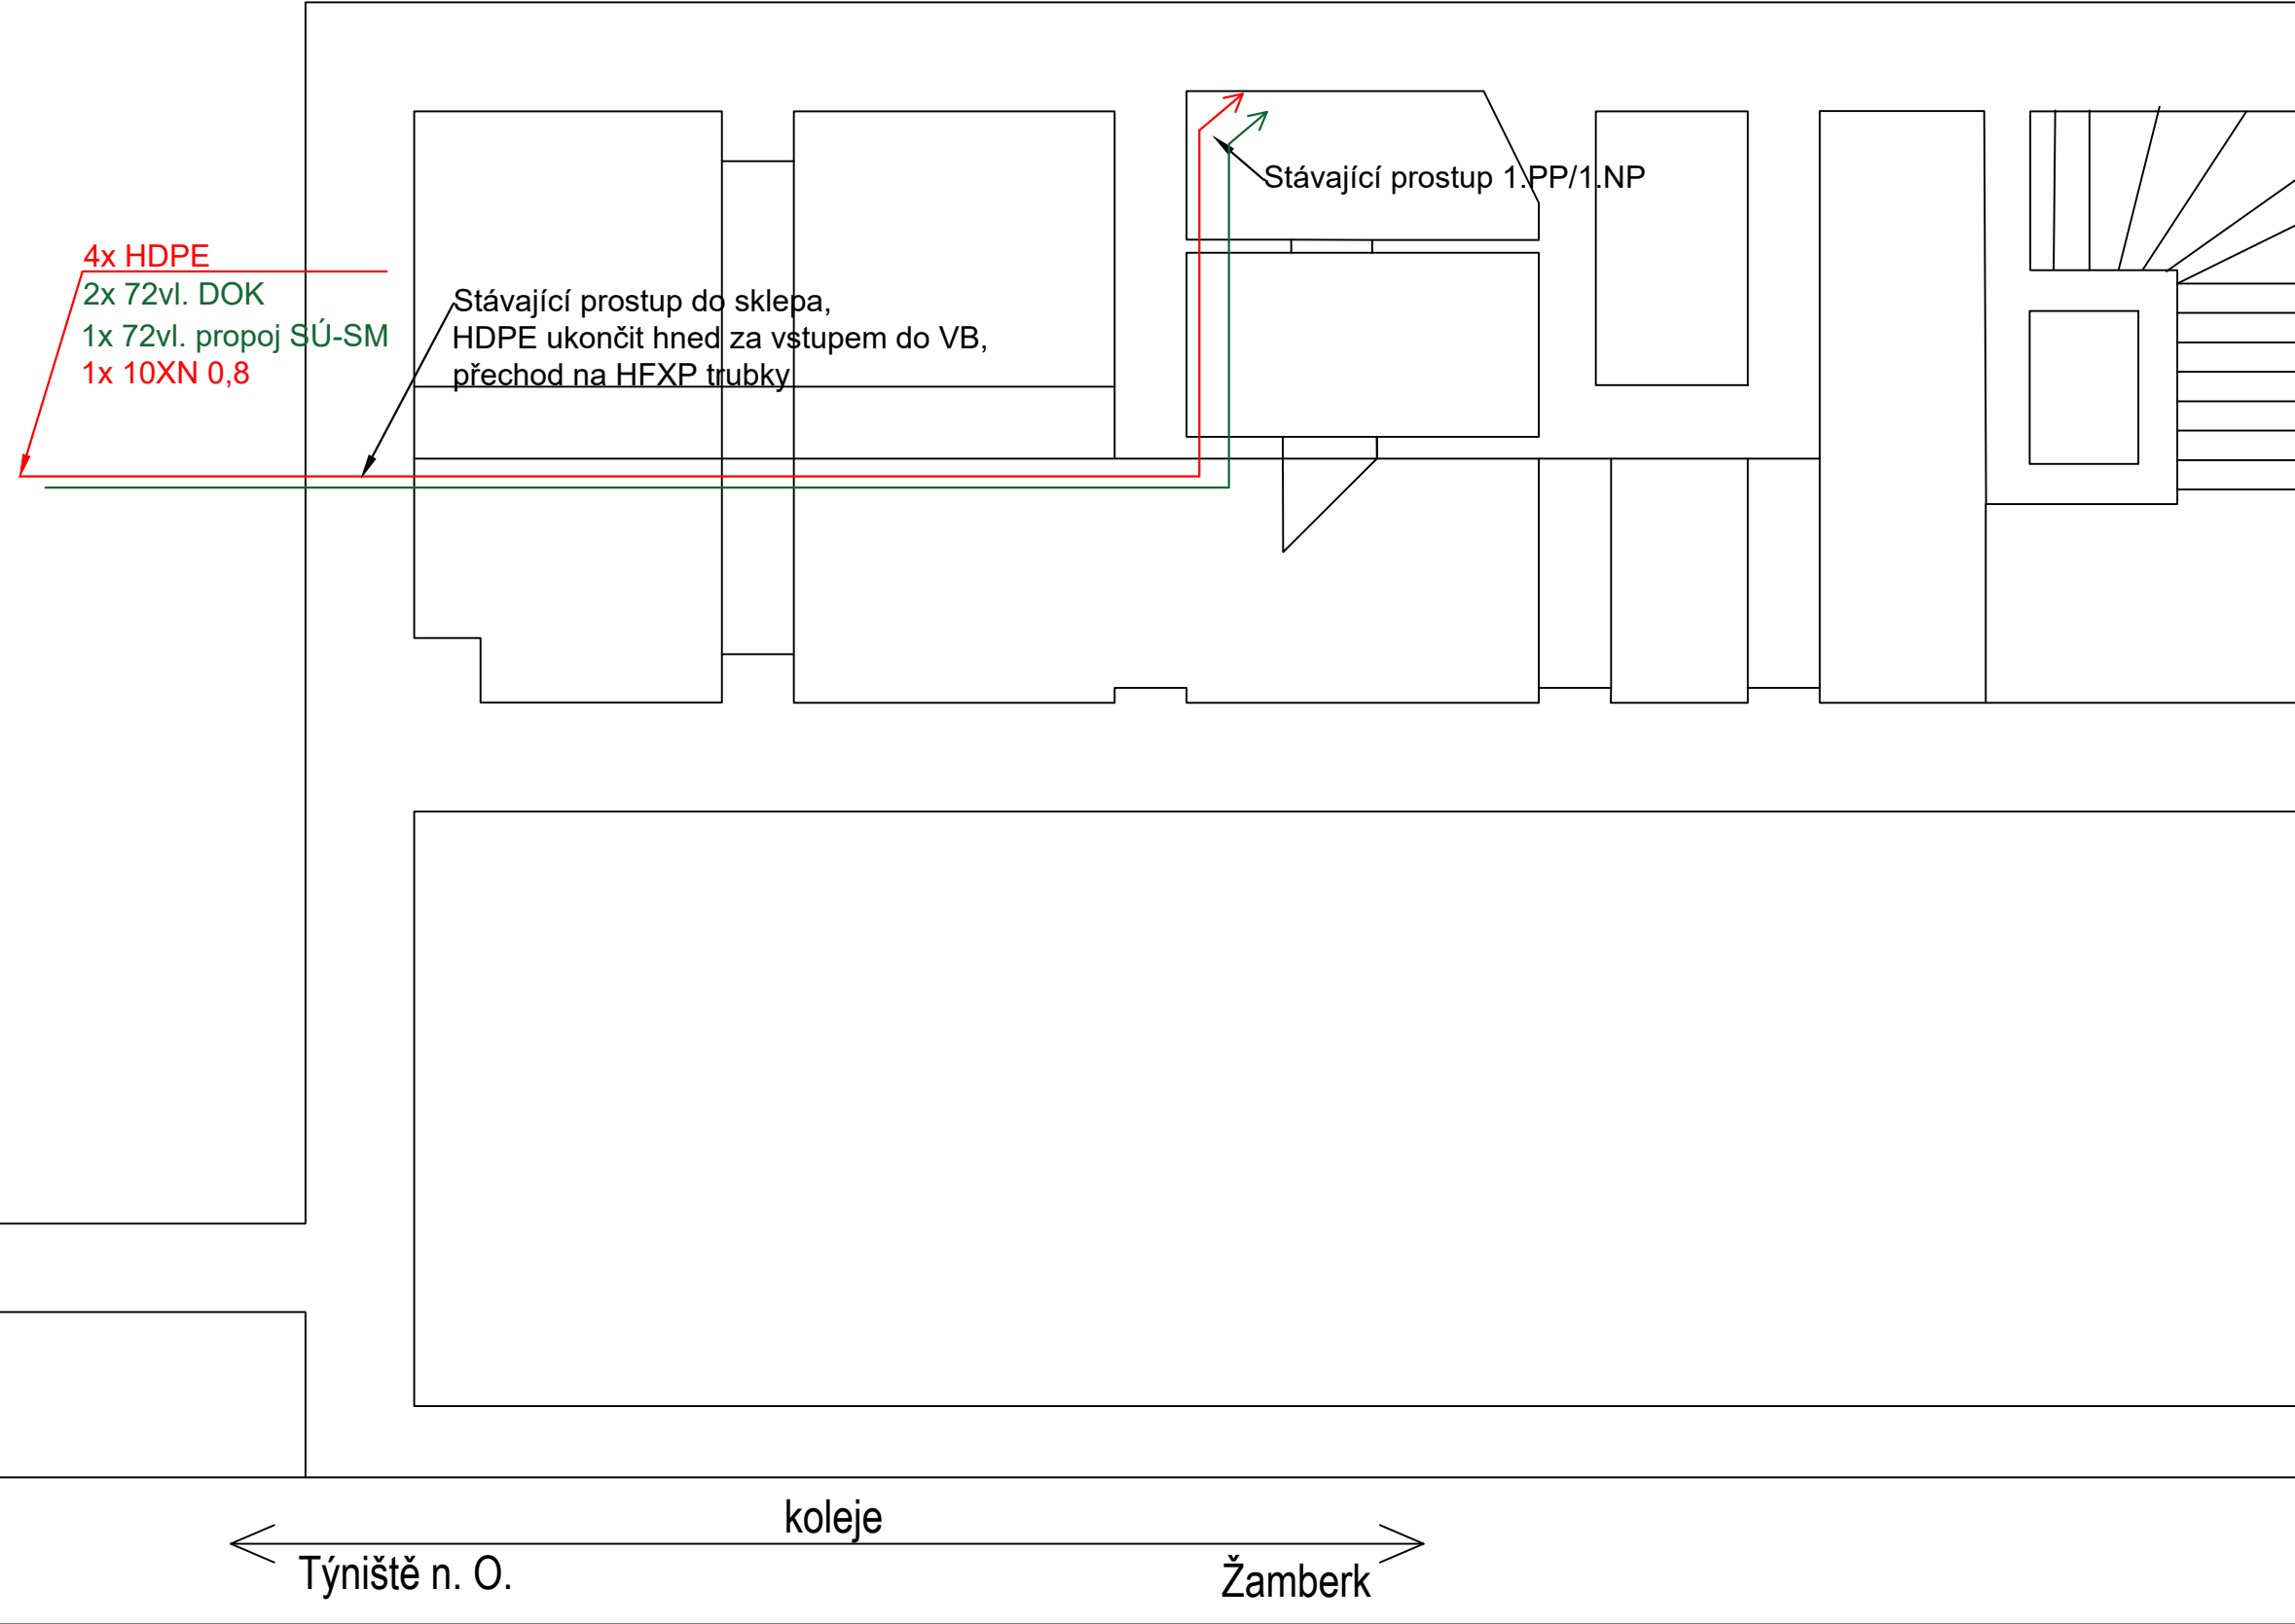 Stávající prostup 1.PP/1.NP
4x HDPE
2x 72vl. DOK
1x 72vl. propoj SÚ-SM
1x 10XN 0,8
Stávající prostup do sklepa,
HDPE ukončit hned za vstupem do VB,
přechod na HFXP trubky
koleje
Týniště n. O.
Žamberk